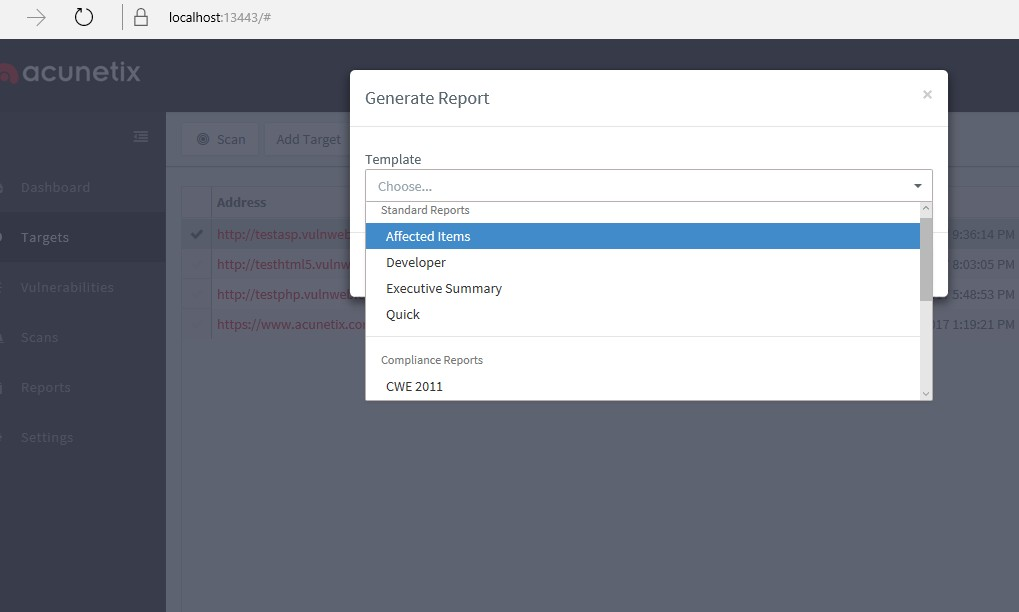 localhost:13443/#
acunetix
Generate Report
×
Scan
Add Target
Template
Choose...
Dashboard
Targets
Vulnerabilities
Scans
Reports
Settings
Address
http://testasp.vulnweb
9:36:14 PM
http://testhtml5.vulnw
8:03:05 PM
http://testphp.vulnweb
5:48:53 PM
https://www.acunetix.co
17 1:19:21 PM
Standard Reports
Affected Items
Developer
Executive Summary
Quick
Compliance Reports
CWE 2011